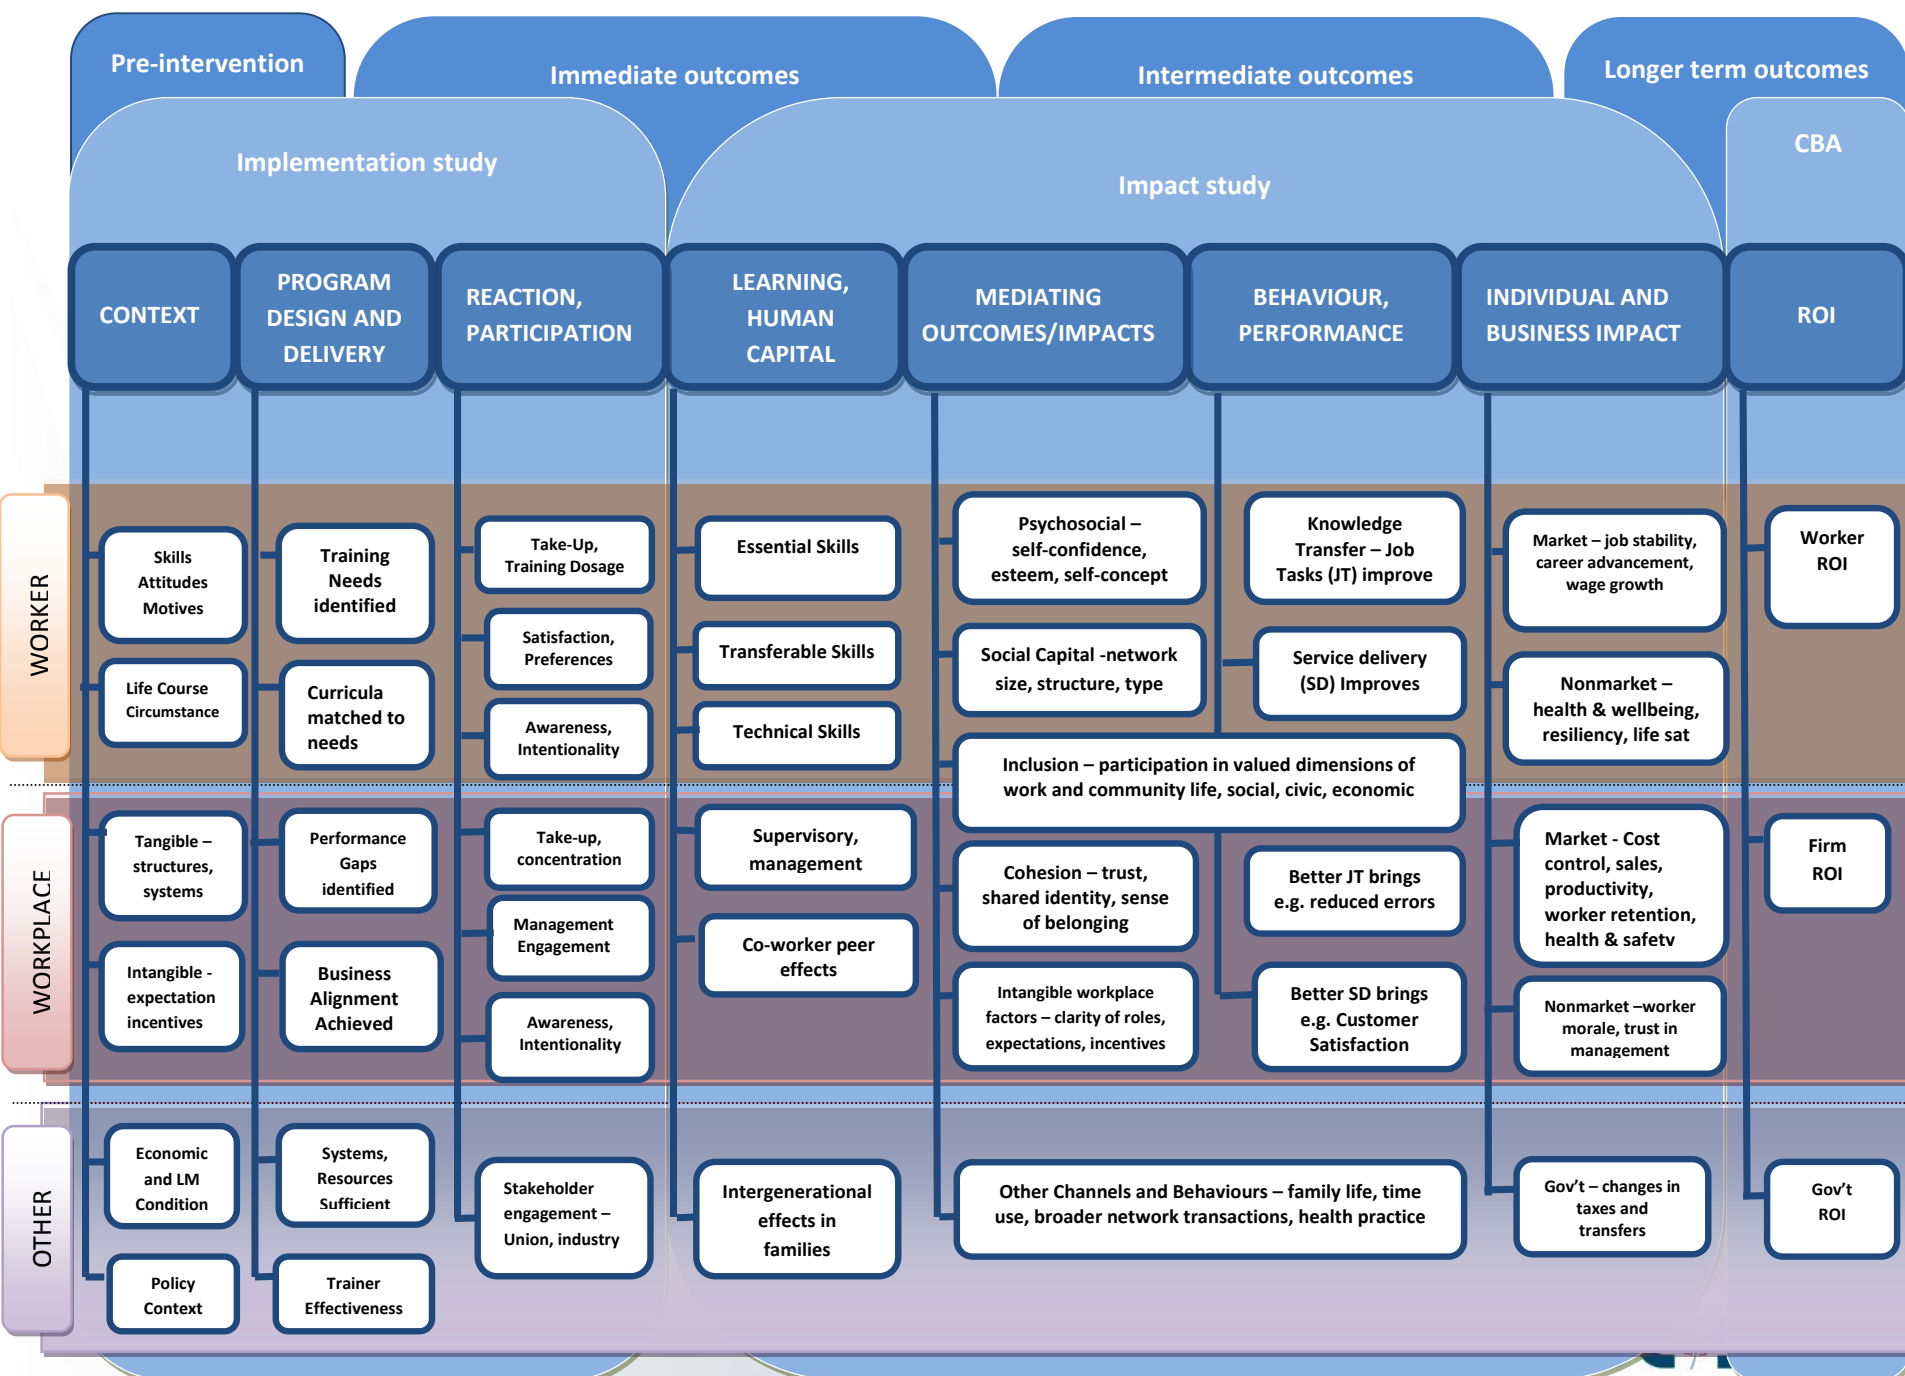 Pre-intervention
Immediate outcomes
Intermediate outcomes
Longer term outcomes
Implementation study
Impact study
CBA
CONTEXT
PROGRAM
DESIGN AND
DELIVERY
REACTION,
PARTICIPATION
LEARNING,
HUMAN
CAPITAL
MEDIATING
OUTCOMES/IMPACTS
BEHAVIOUR,
PERFORMANCE
INDIVIDUAL AND
BUSINESS IMPACT
ROI
WORKER
Skills
Attitudes
Motives
Life Course
Circumstance
Training
Needs
identified
Curricula
matched to
needs
Take-Up,
Training Dosage
Satisfaction,
Preferences
Awareness,
Intentionality
Essential Skills
Transferable Skills
Technical Skills
Psychosocial –
self-confidence,
esteem, self-concept
Social Capital -network
size, structure, type
Inclusion – participation in valued dimensions of
work and community life, social, civic, economic
Knowledge
Transfer – Job
Tasks (JT) improve
Service delivery
(SD) Improves
Market – job stability,
career advancement,
wage growth
Nonmarket –
health & wellbeing,
resiliency, life sat
Worker
ROI
WORKPLACE
Tangible –
structures,
systems
Intangible -
expectation
incentives
Performance
Gaps
identified
Business
Alignment
Achieved
Take-up,
concentration
Management
Engagement
Awareness,
Intentionality
Supervisory,
management
Co-worker peer
effects
Cohesion – trust,
shared identity, sense
of belonging
Intangible workplace
factors – clarity of roles,
expectations, incentives
Better JT brings
e.g. reduced errors
Better SD brings
e.g. Customer
Satisfaction
Market - Cost
control, sales,
productivity,
worker retention,
health & safety
Nonmarket –worker
morale, trust in
management
Firm
ROI
OTHER
Economic
and LM
Condition
Policy
Context
Systems,
Resources
Sufficient
Trainer
Effectiveness
Stakeholder
engagement –
Union, industry
Intergenerational
effects in
families
Other Channels and Behaviours – family life, time
use, broader network transactions, health practice
Gov't – changes in
taxes and
transfers
Gov't
ROI